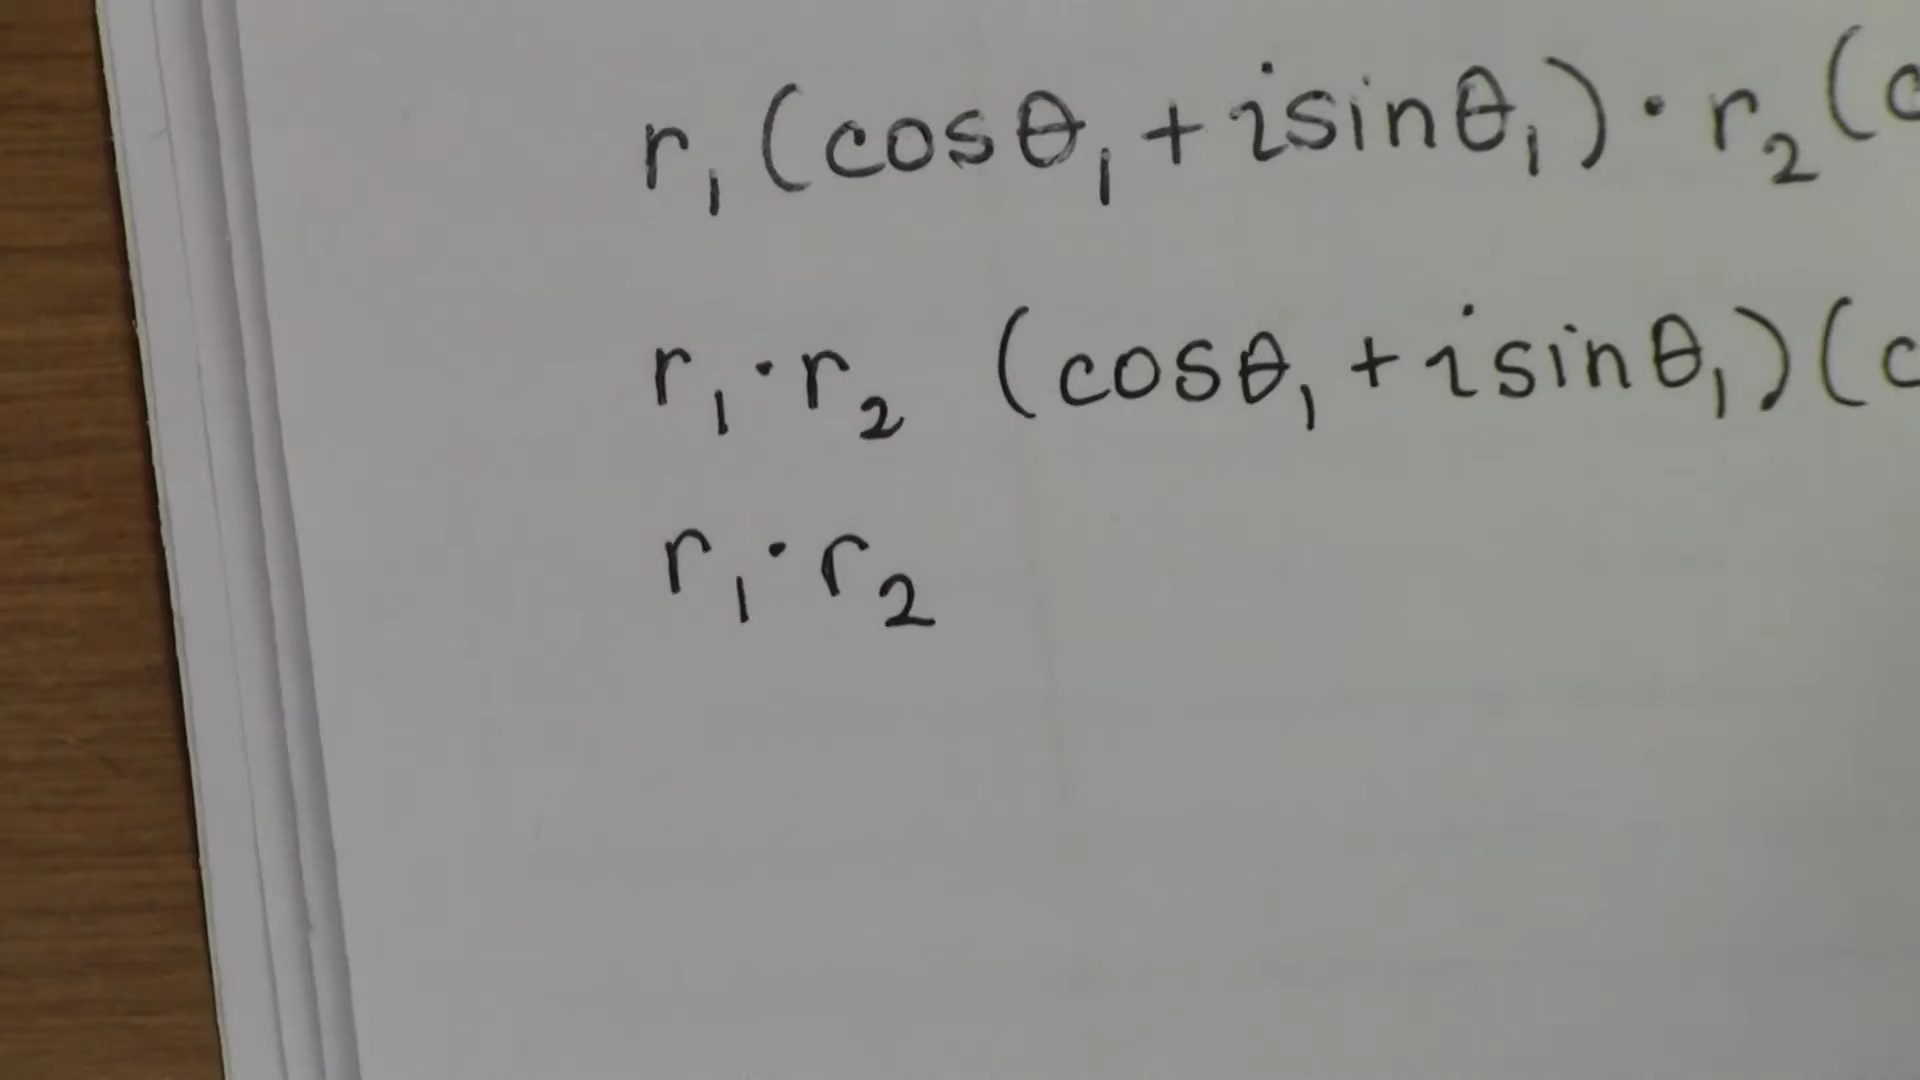 r₁(cosθ₁+isinθ₁)·r₂(c
r₁·r₂ (cosθ₁+isinθ₁)(c
r₁·r₂